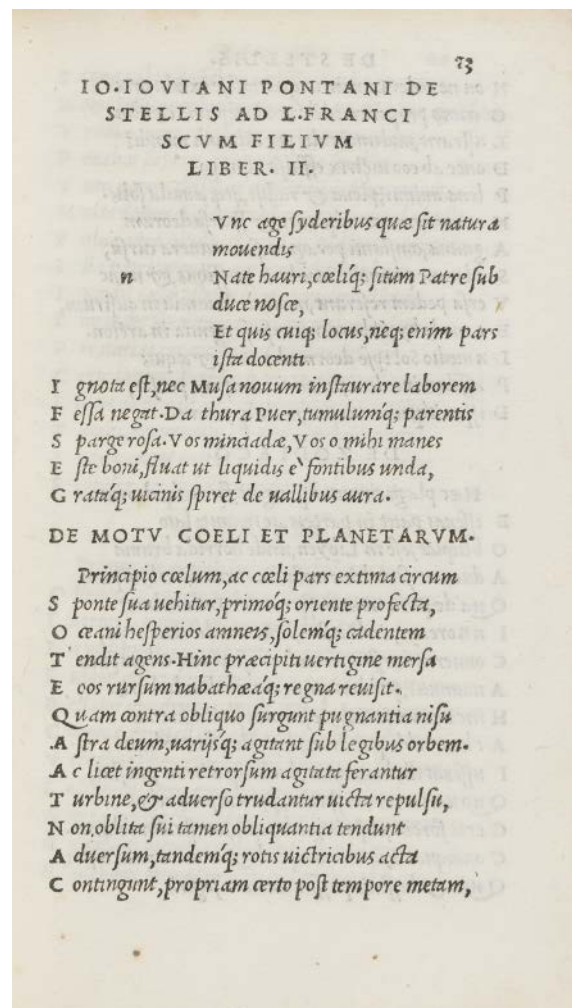 73
IO.IOVIANI PONTANI DE
STELLIS AD L.FRANCI
SCVM FILIVM
LIBER. II.
Vnc age syderibus quæ sit natura
mouendis
n Nate hauri,cœliq; situm Patre sub
duce nosce,
Et quis cuiq; locus,neq; enim pars
ista docenti
I gnota est,nec Musa nouum instaurare laborem
F essa negat.Da thura Puer,tumulumq́; parentis
S parge rosa.Vos minciadæ,Vos o mihi manes
E ste boni,fluat ut liquidis è fontibus unda,
G ratáq; uicinis spiret de uallibus aura.
DE MOTV COELI ET PLANETARVM.
Principio cœlum,ac cœli pars extima circum
S ponte sua uehitur,primóq; oriente profecta,
O ceani hesperios amneis,solemq́; cadentem
T endit agens.Hinc præcipiti uertigine mersa
E oos rursum nabathæáq; regna reuisit.
Q uam contra obliquo surgunt pugnantia nisu
A stra deum,uarijsq́; agitant sub legibus orbem.
A c licet ingenti retrorsum agitata ferantur
T urbine,& aduerso trudantur uicta repulsu,
N on,oblita sui tamen obliquantia tendunt
A duersum,tandemq́; rotis uictricibus acta
C ontingunt,propriam certo post tempore metam,